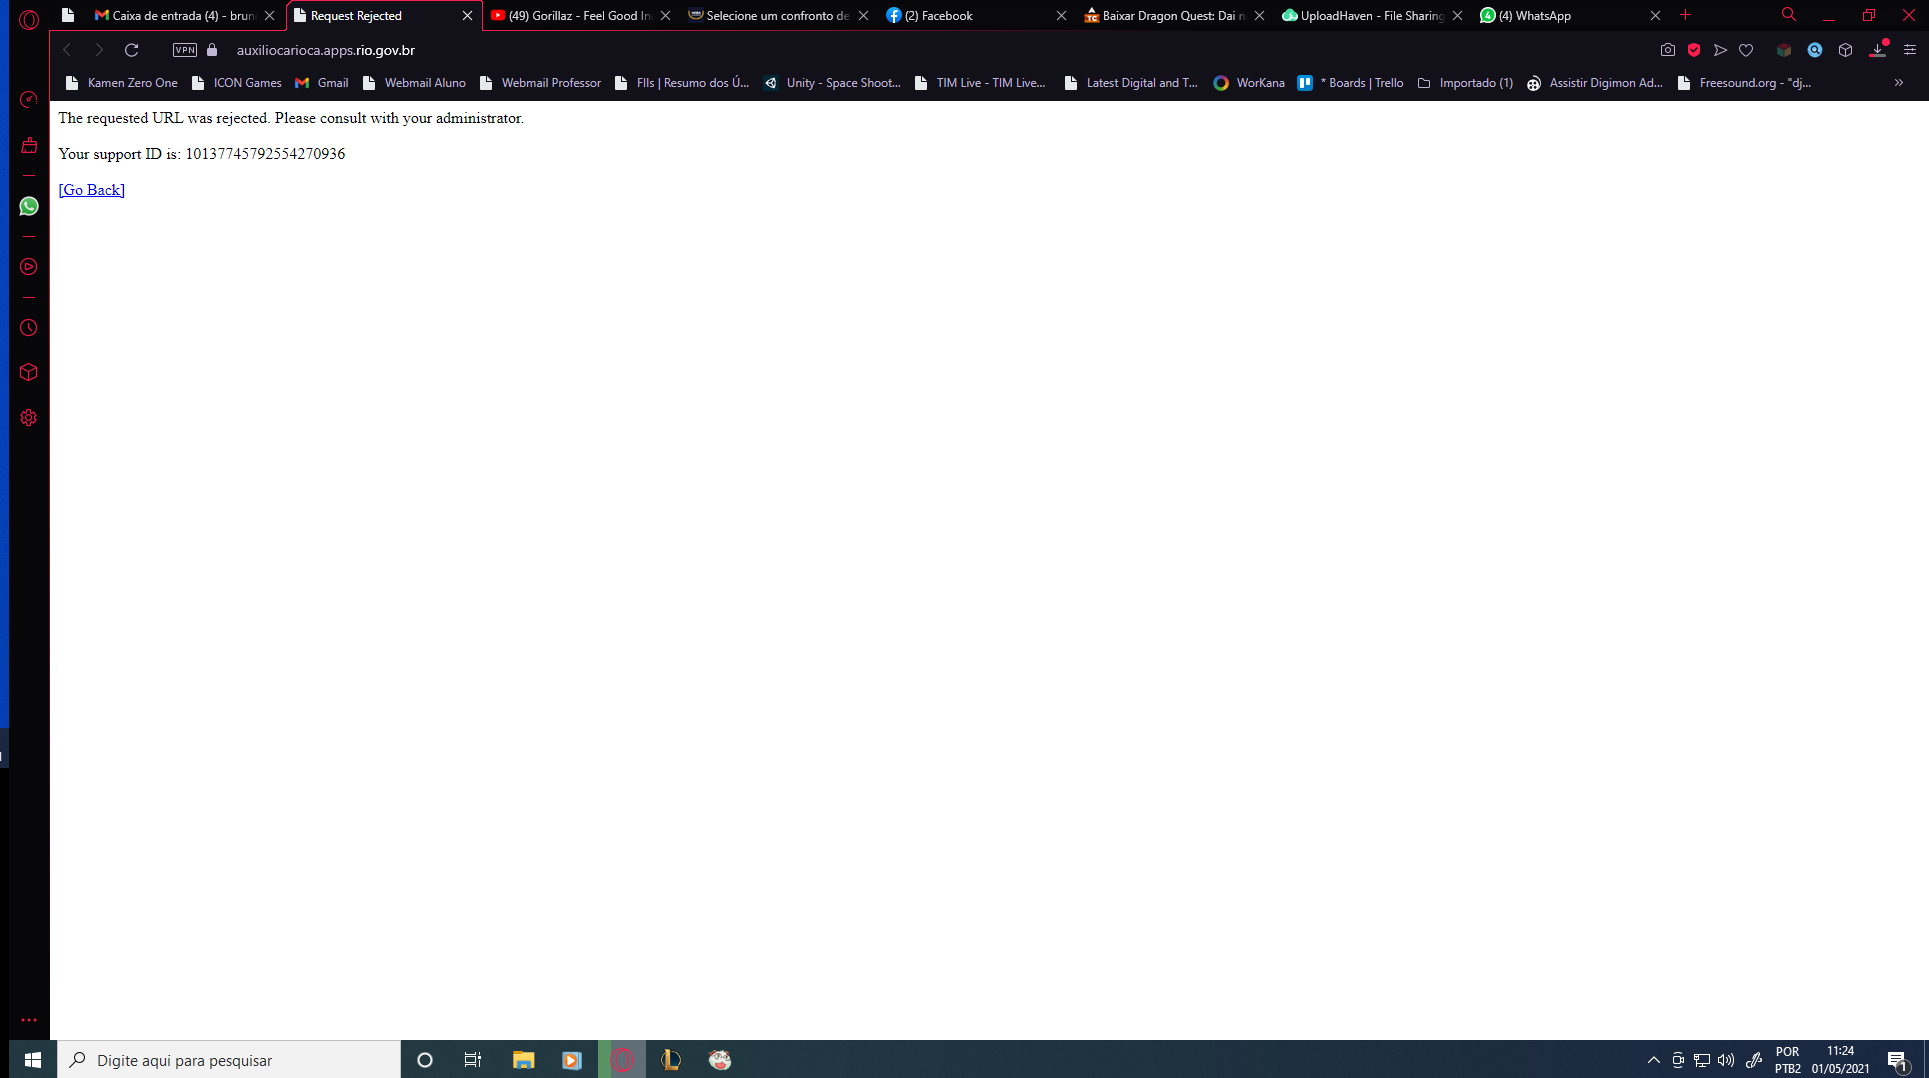 Caixa de entrada (4) - brun
Request Rejected
(49) Gorillaz - Feel Good In
Selecione um confronto de
(2) Facebook
Baixar Dragon Quest: Dai n
UploadHaven - File Sharing
(4) WhatsApp
VPN
auxiliocarioca.apps.rio.gov.br
Kamen Zero One
ICON Games
Gmail
Webmail Aluno
Webmail Professor
FIIs | Resumo dos Ú...
Unity - Space Shoot...
TIM Live - TIM Live...
Latest Digital and T...
WorKana
* Boards | Trello
Importado (1)
Assistir Digimon Ad...
Freesound.org - "dj...
The requested URL was rejected. Please consult with your administrator.
Your support ID is: 10137745792554270936
[Go Back]
Digite aqui para pesquisar
POR
PTB2
11:24
01/05/2021
1